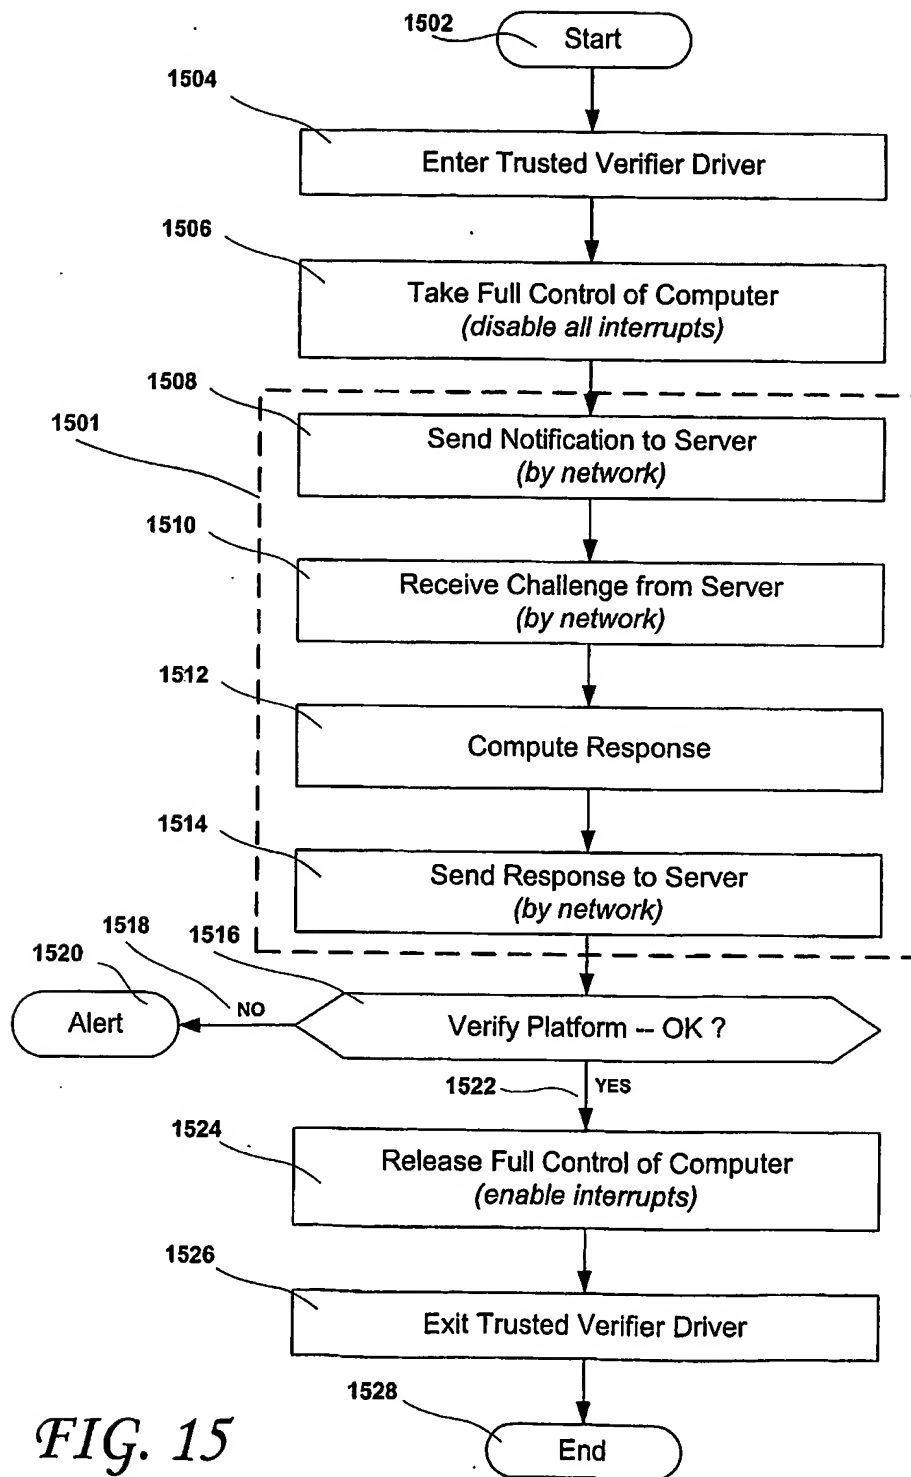 1502
Start
1504
Enter Trusted Verifier Driver
1506
Take Full Control of Computer
(disable all interrupts)
1508
1501
Send Notification to Server
(by network)
1510
Receive Challenge from Server
(by network)
1512
Compute Response
1514
Send Response to Server
(by network)
1518
1516
1520
NO
Alert
Verify Platform -- OK ?
1522
YES
1524
Release Full Control of Computer
(enable interrupts)
1526
Exit Trusted Verifier Driver
1528
End
FIG. 15